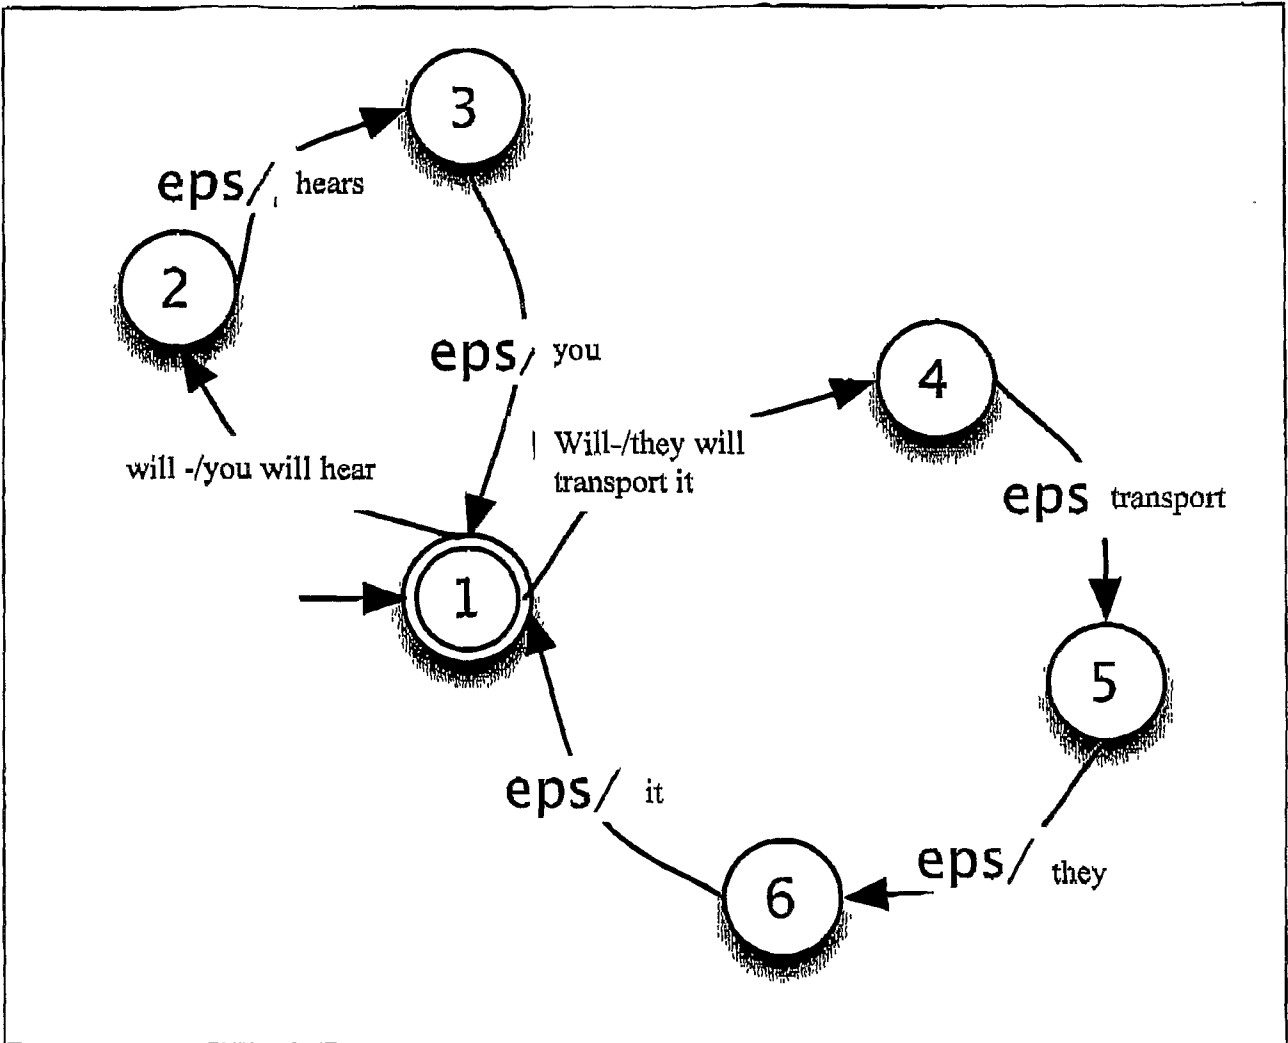 3
eps/ hears
2
eps/ you
4
Will-/they will
transport it
will -/you will hear
eps transport
1
5
eps/ it
eps/ they
6